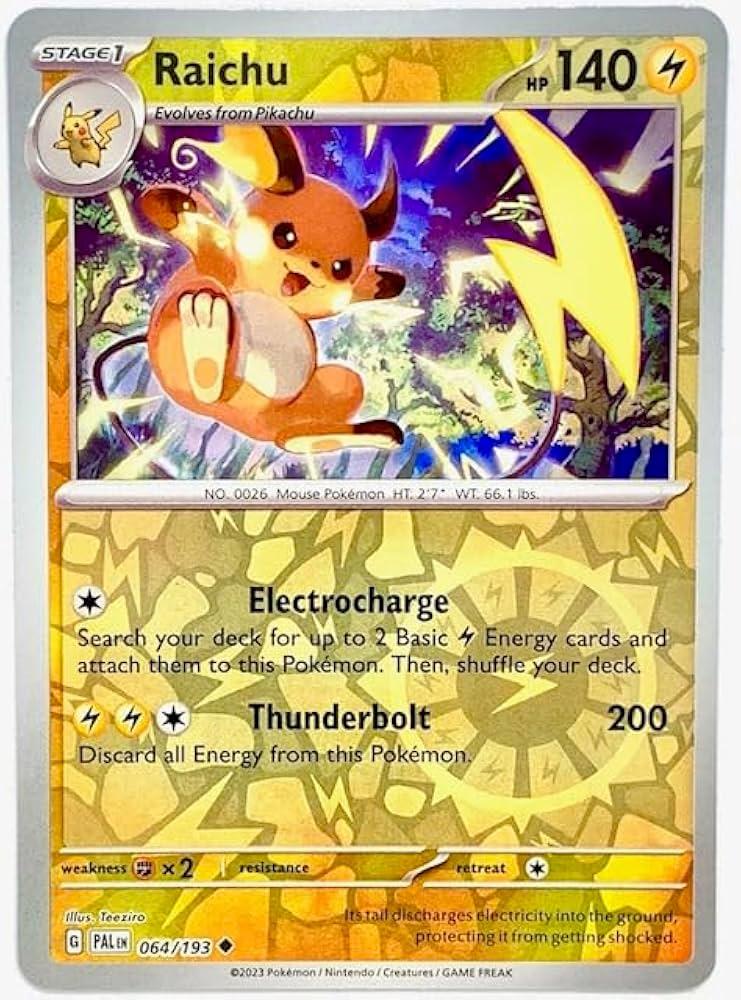 STAGE 1
Raichu
HP 140
Evolves from Pikachu
NO. 0026 Mouse Pokémon HT. 2'7" WT. 66.1 lbs.
Electrocharge
Search your deck for up to 2 Basic Energy cards and
attach them to this Pokémon. Then, shuffle your deck.
Thunderbolt 200
Discard all Energy from this Pokémon.
weakness ×2 resistance retreat
Illus. Teeziro
Its tail discharges electricity into the ground,
protecting it from getting shocked.
G PAL EN 064/193
©2023 Pokémon / Nintendo / Creatures / GAME FREAK